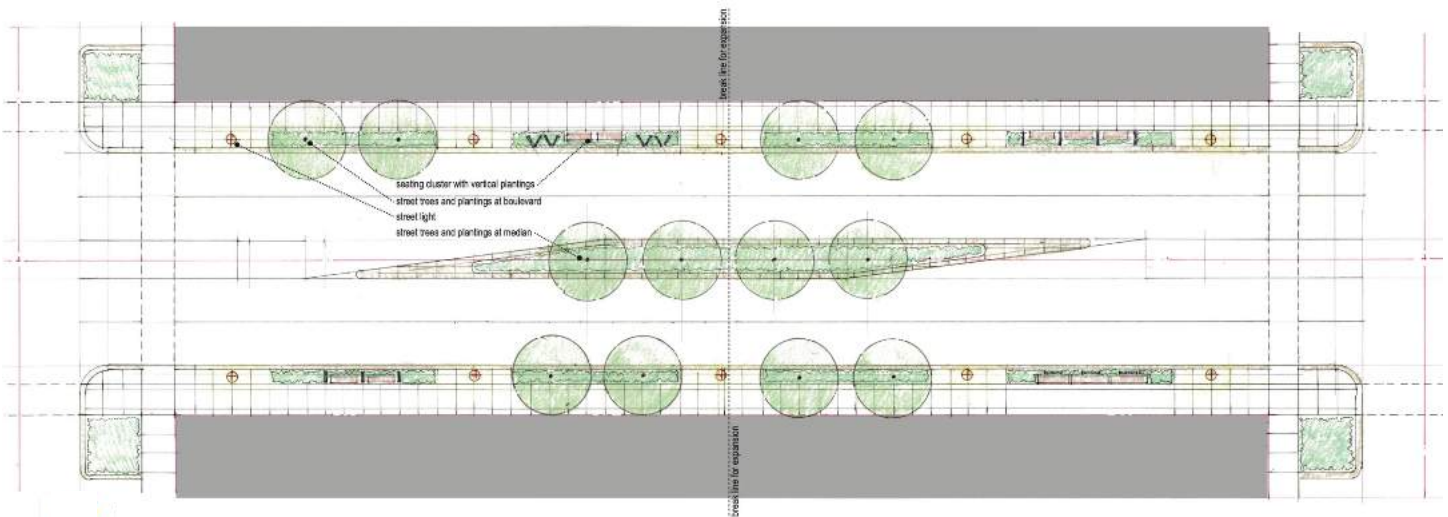 break line for expansion
seating cluster with vertical plantings
street trees and plantings at boulevard
street light
street trees and plantings at median
break line for expansion